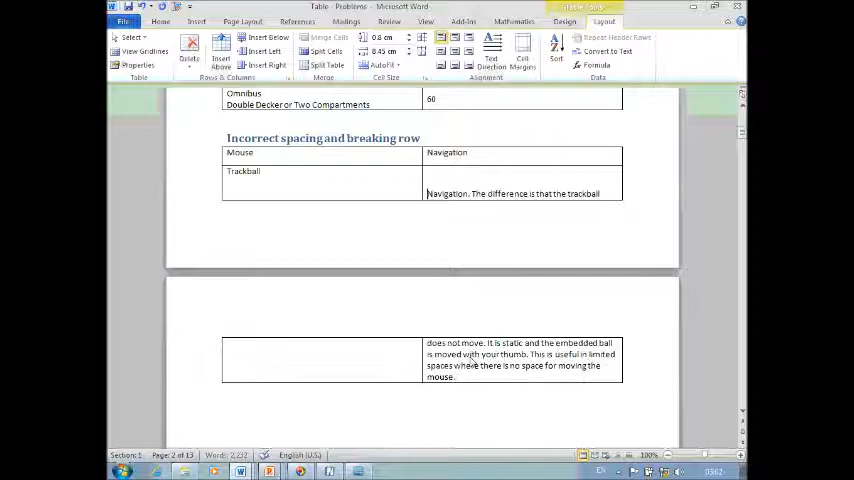 Table - Problems - Microsoft Word
Table Tools
File Home Insert Page Layout References Mailings Review View Add-Ins Mathematics Design Layout
Select Insert Below Merge Cells 0.8 cm Repeat Header Rows
View Gridlines Insert Left Split Cells 8.45 cm Convert to Text
Properties Delete Insert Above Insert Right Split Table AutoFit Text Direction Cell Margins Sort Formula
Table Rows & Columns Merge Cell Size Alignment Data
Omnibus
Double Decker or Two Compartments 60
Incorrect spacing and breaking row
Mouse Navigation
Trackball
Navigation. The difference is that the trackball
does not move. It is static and the embedded ball
is moved with your thumb. This is useful in limited
spaces where there is no space for moving the
mouse.
Section: 1 Page: 2 of 13 Words: 2,232 English (U.S.) 100%
EN 03:02